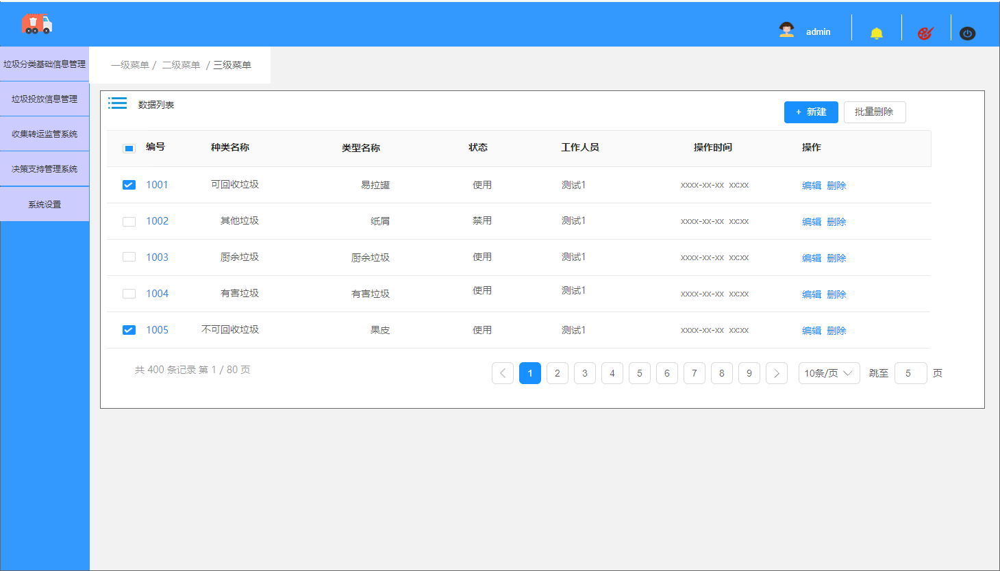 admin
一级菜单 / 二级菜单 / 三级菜单
垃圾分类基础信息管理
垃圾投放信息管理
收集转运监管系统
决策支持管理系统
系统设置
数据列表
+ 新建 批量删除
编号 种类名称 类型名称 状态 工作人员 操作时间 操作
1001 可回收垃圾 易拉罐 使用 测试1 xxxx-xx-xx xx:xx 编辑 删除
1002 其他垃圾 纸屑 禁用 测试1 xxxx-xx-xx xx:xx 编辑 删除
1003 厨余垃圾 厨余垃圾 使用 测试1 xxxx-xx-xx xx:xx 编辑 删除
1004 有害垃圾 有害垃圾 使用 测试1 xxxx-xx-xx xx:xx 编辑 删除
1005 不可回收垃圾 果皮 使用 测试1 xxxx-xx-xx xx:xx 编辑 删除
共 400 条记录 第 1 / 80 页 1 2 3 4 5 6 7 8 9 10条/页 跳至 5 页